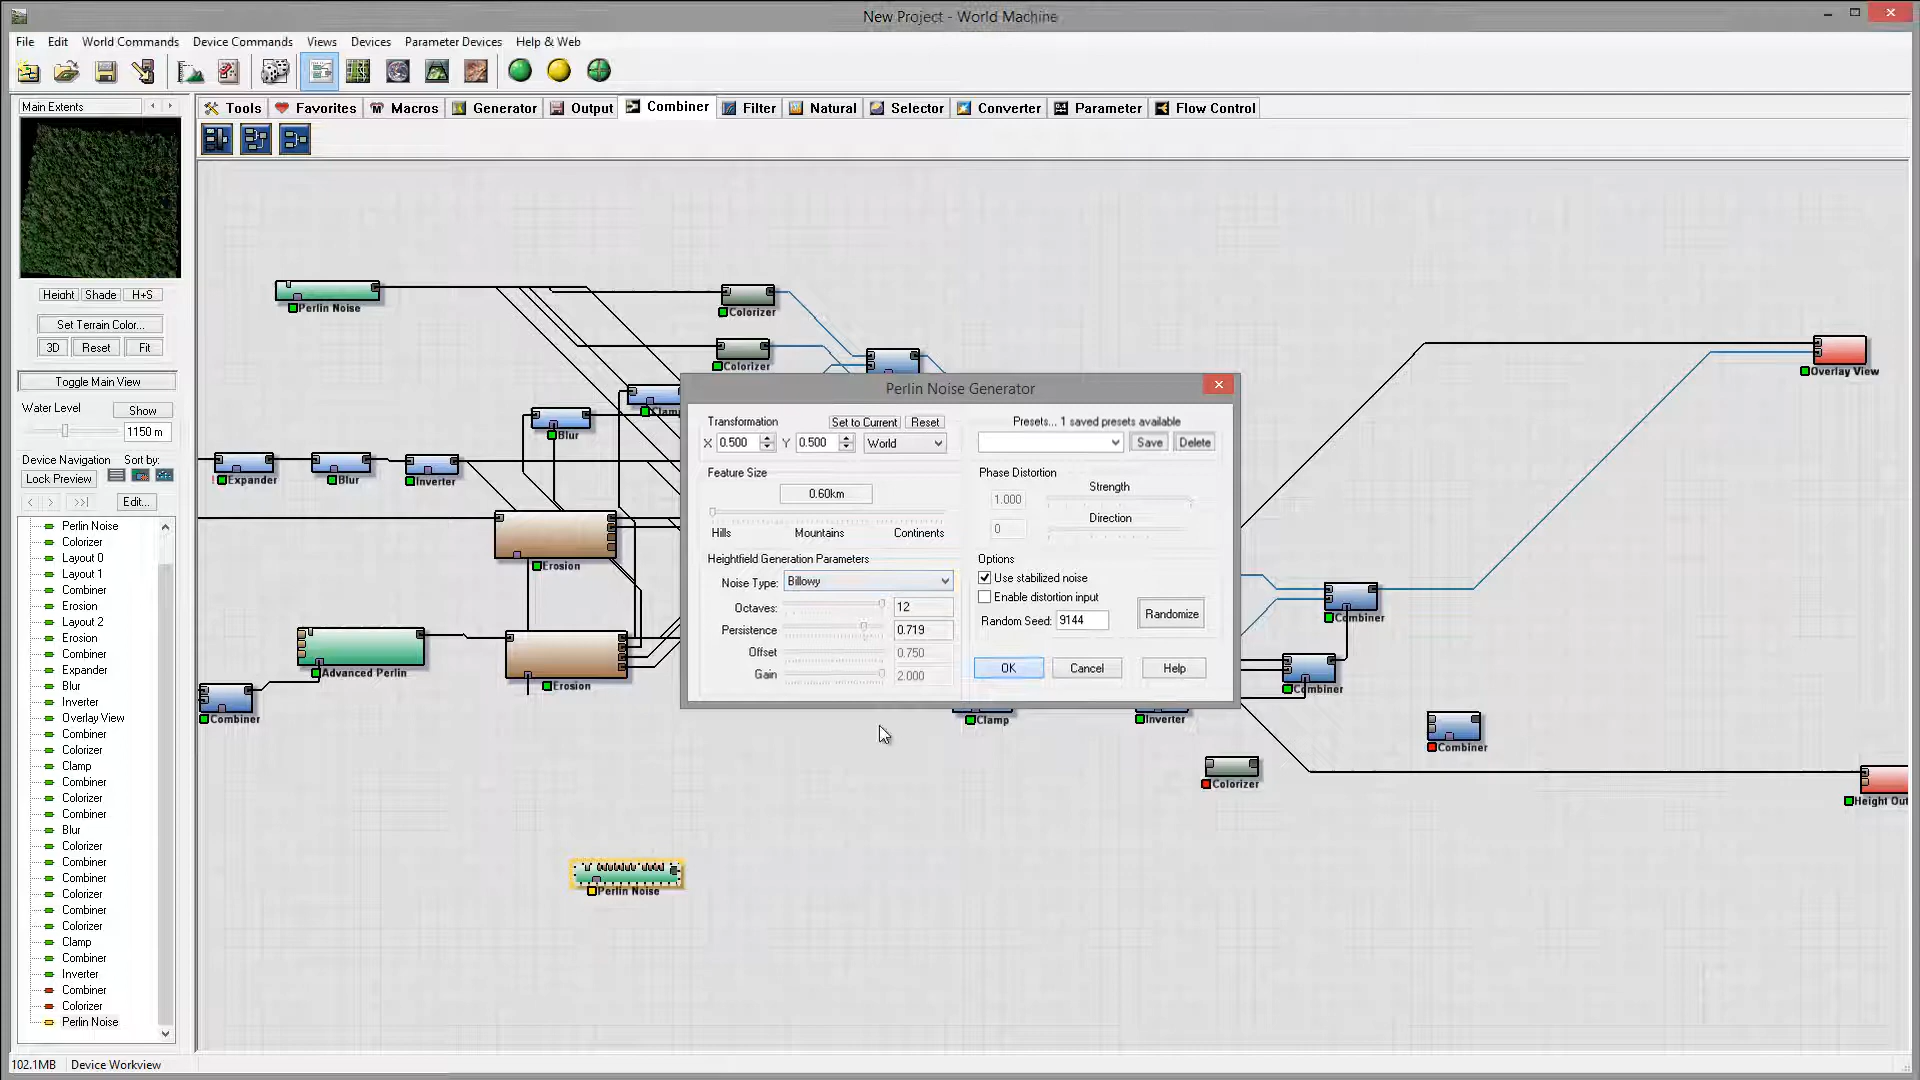 New Project - World Machine
File Edit World Commands Device Commands Views Devices Parameter Devices Help & Web
Main Extents
Tools Favorites Macros Generator Output Combiner Filter Natural Selector Converter Parameter Flow Control
Height Shade H+S
Set Terrain Color...
3D Reset Fit
Toggle Main View
Water Level Show
1150 m
Device Navigation Sort by:
Lock Preview
Edit...
Perlin Noise
Colorizer
Layout 0
Layout 1
Combiner
Erosion
Layout 2
Erosion
Combiner
Expander
Blur
Inverter
Overlay View
Combiner
Colorizer
Clamp
Combiner
Colorizer
Combiner
Blur
Colorizer
Combiner
Combiner
Colorizer
Combiner
Colorizer
Clamp
Combiner
Inverter
Combiner
Colorizer
Perlin Noise
Perlin Noise
Colorizer
Colorizer
Overlay View
Clamp
Blur
Expander
Blur
Inverter
Erosion
Advanced Perlin
Erosion
Combiner
Combiner
Combiner
Clamp
Inverter
Combiner
Colorizer
Height Out
Perlin Noise
Perlin Noise Generator
Transformation Set to Current Reset
X 0.500 Y 0.500 World
Feature Size
0.60km
Hills Mountains Continents
Heightfield Generation Parameters
Noise Type: Billowy
Octaves: 12
Persistence 0.719
Offset 0.750
Gain 2.000
Presets... 1 saved presets available
Save Delete
Phase Distortion
Strength
1.000
Direction
0
Options
Use stabilized noise
Enable distortion input
Random Seed: 9144 Randomize
OK Cancel Help
102.1MB Device Workview